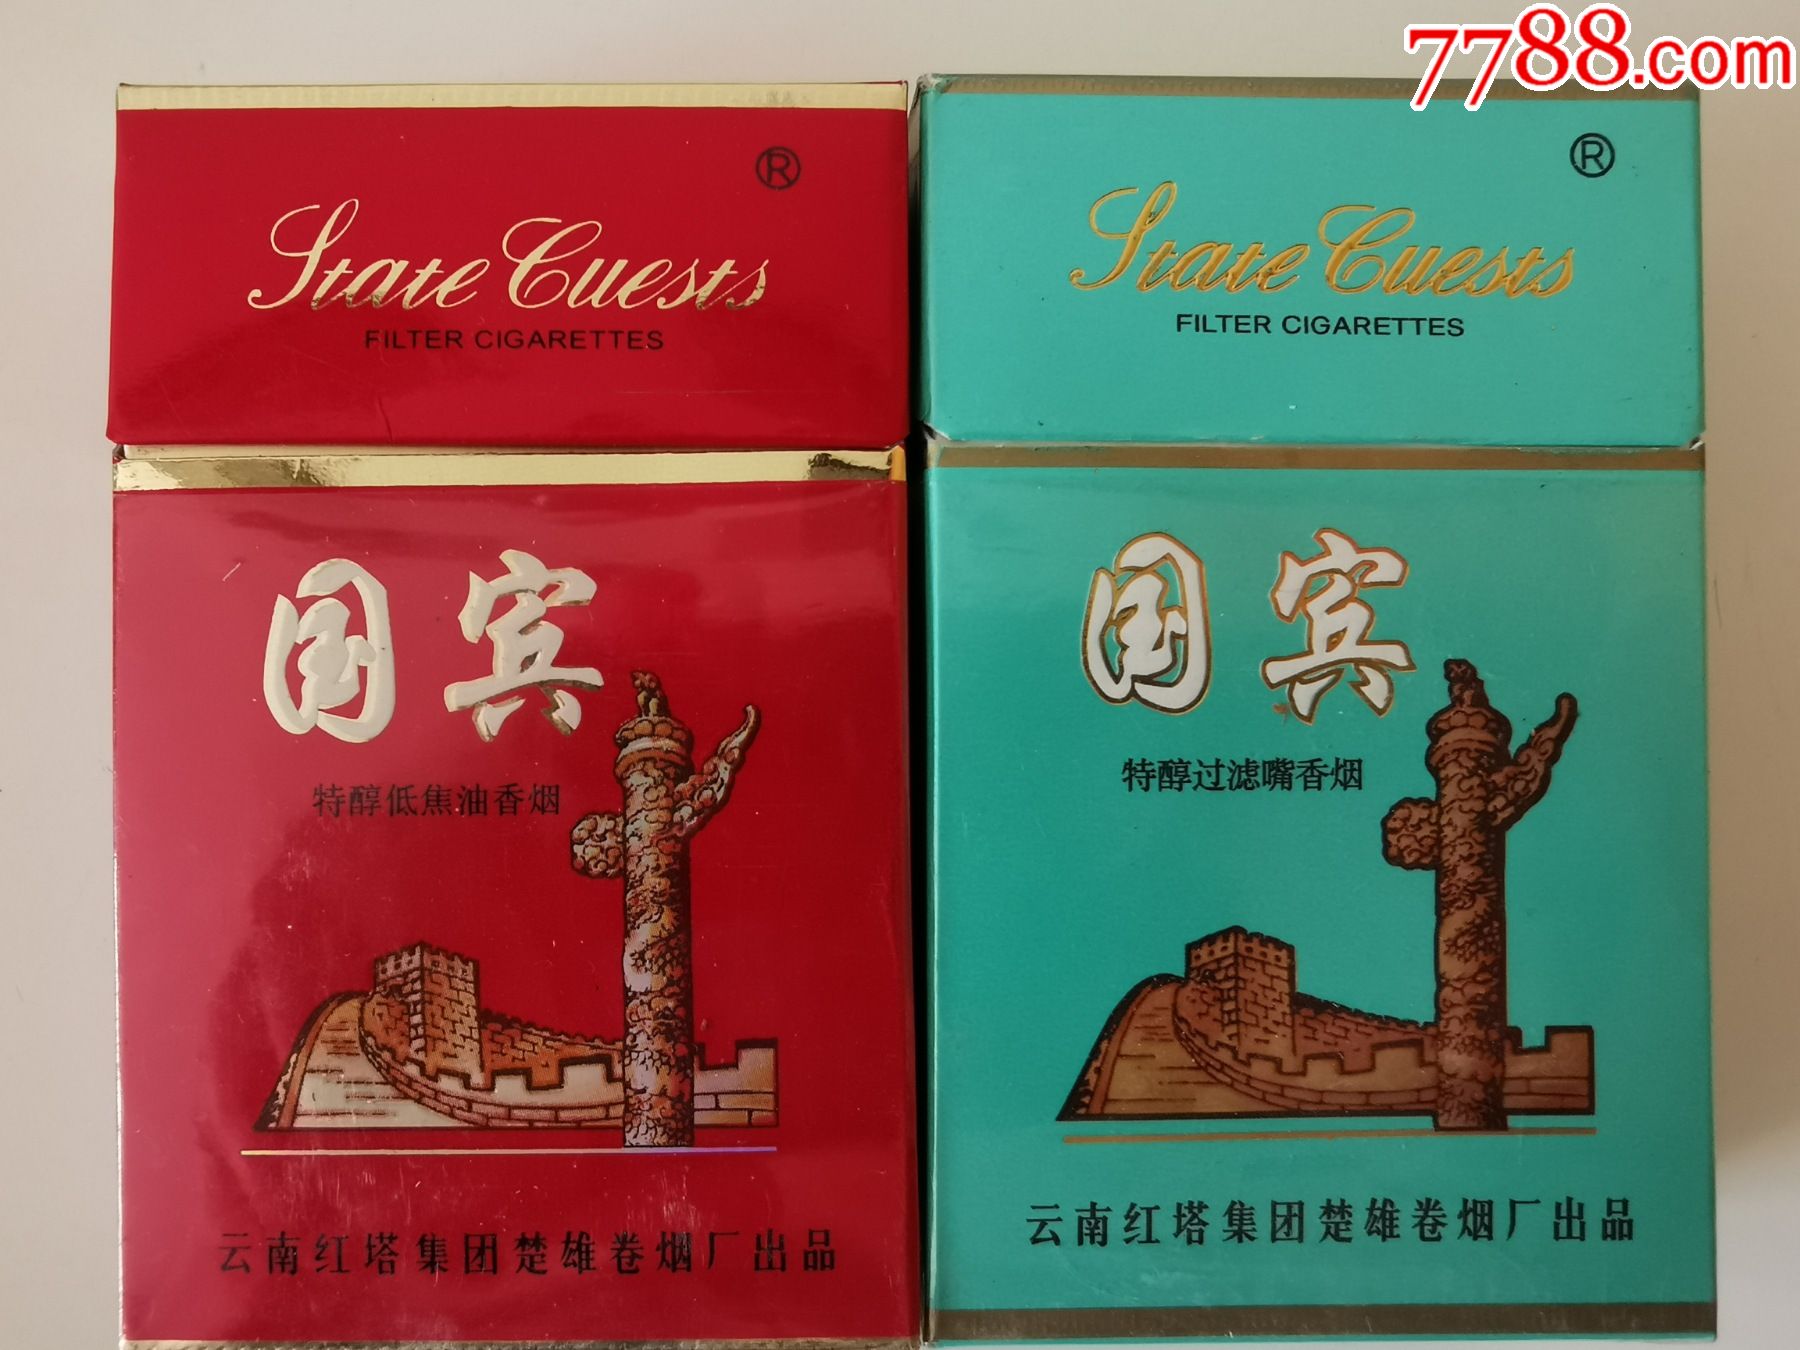 7788.com
®
State Cuests
FILTER CIGARETTES
国宾
特醇低焦油香烟
云南红塔集团楚雄卷烟厂出品
®
State Cuests
FILTER CIGARETTES
国宾
特醇过滤嘴香烟
云南红塔集团楚雄卷烟厂出品